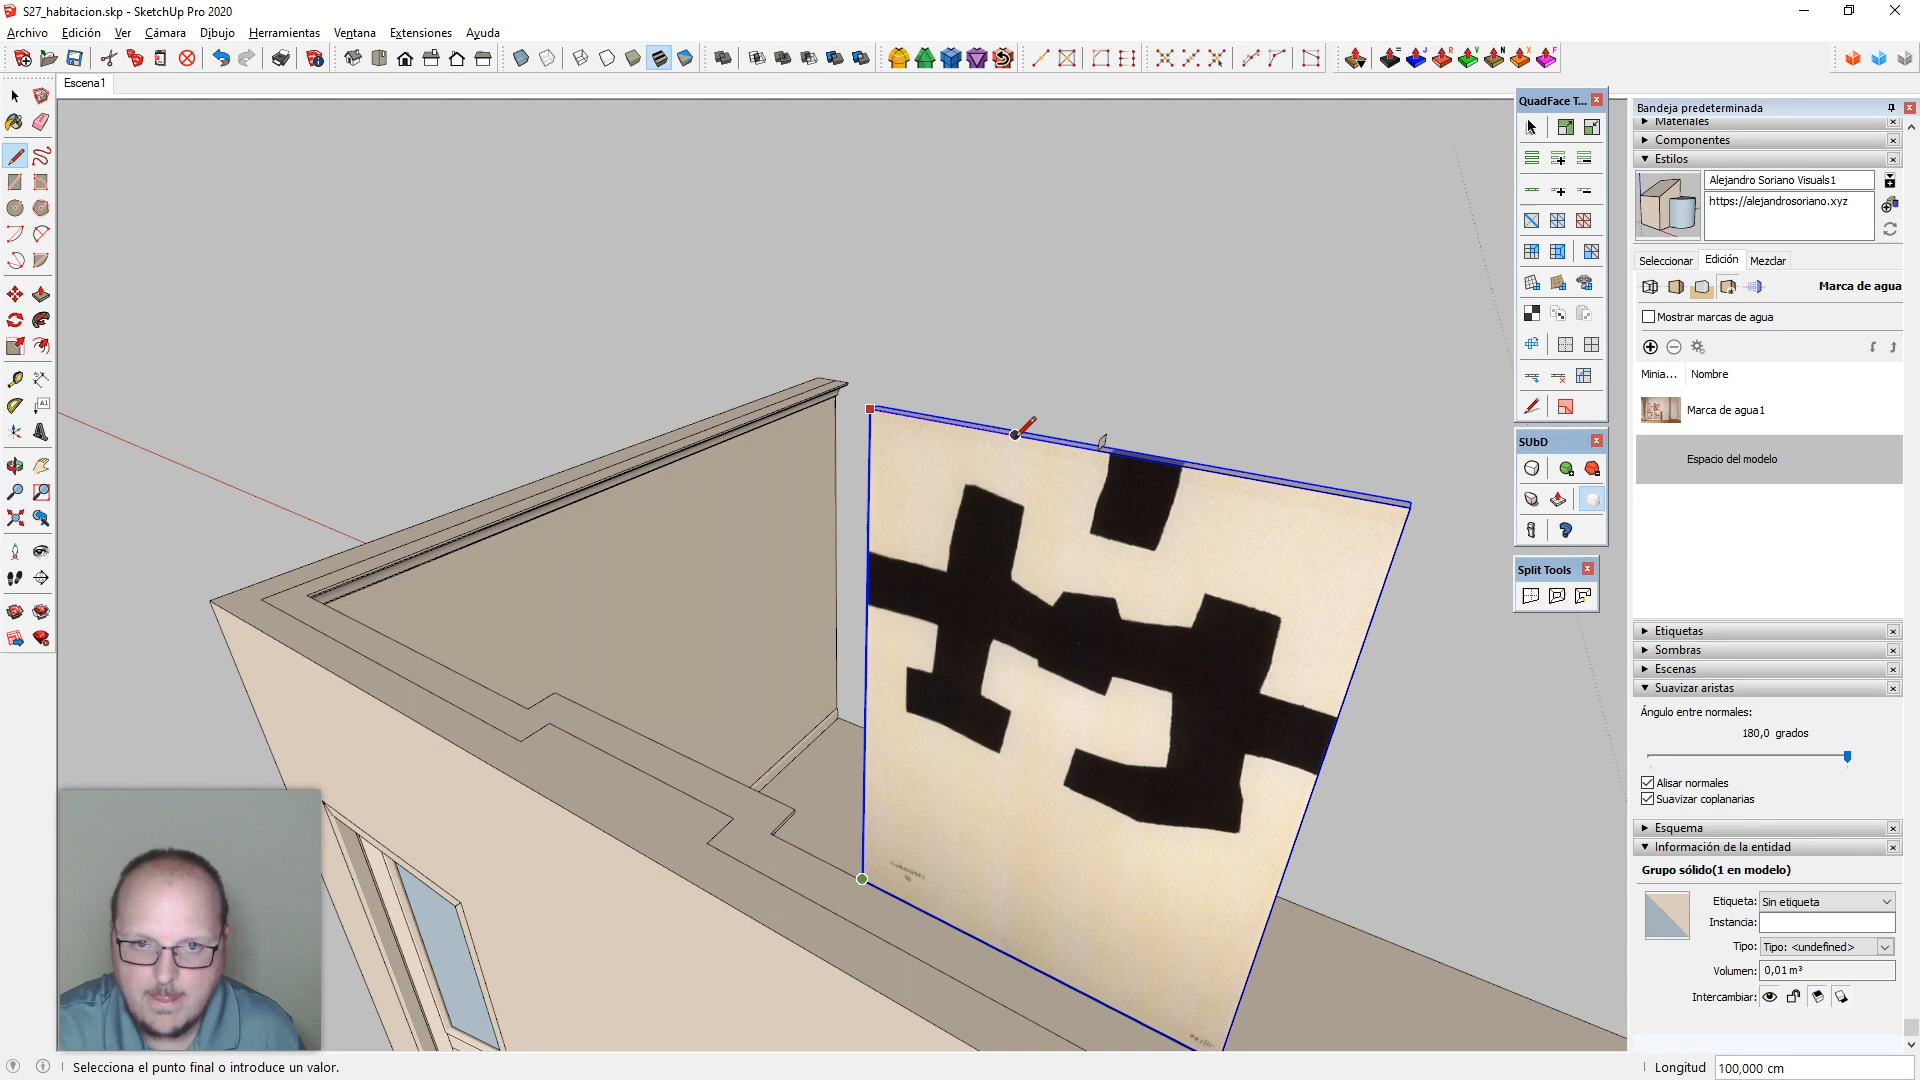 S27_habitacion.skp - SketchUp Pro 2020
Archivo Edición Ver Cámara Dibujo Herramientas Ventana Extensiones Ayuda
Escena1
QuadFace T...
SUbD
Split Tools
Bandeja predeterminada
Materiales
Componentes
Estilos
Alejandro Soriano Visuals1
https://alejandrosoriano.xyz
Seleccionar Edición Mezclar
Marca de agua
Mostrar marcas de agua
Minia... Nombre
Marca de agua1
Espacio del modelo
Etiquetas
Sombras
Escenas
Suavizar aristas
Ángulo entre normales:
180,0 grados
Alisar normales
Suavizar coplanarias
Esquema
Información de la entidad
Grupo sólido(1 en modelo)
Etiqueta: Sin etiqueta
Instancia:
Tipo: Tipo: <undefined>
Volumen: 0,01 m³
Intercambiar:
Selecciona el punto final o introduce un valor.
Longitud 100,000 cm